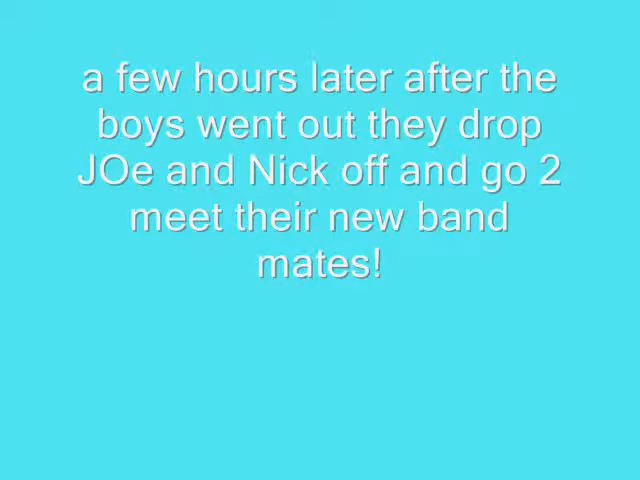 a few hours later after the
boys went out they drop
JOe and Nick off and go 2
meet their new band
mates!